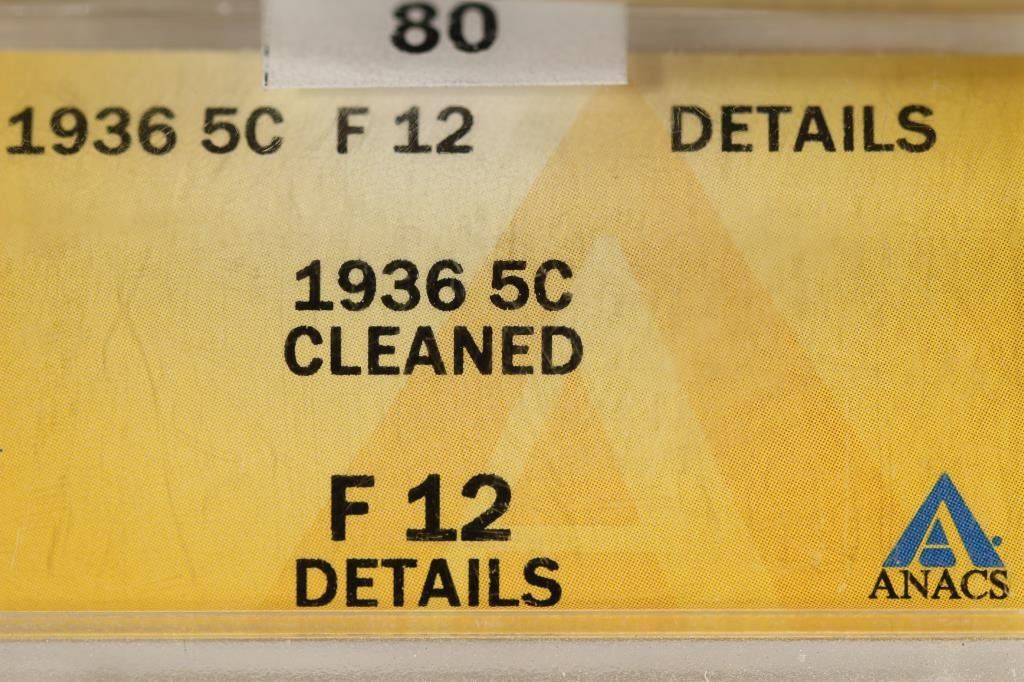 80
1936 5C F 12 DETAILS
1936 5C
CLEANED
F 12
DETAILS
ANACS